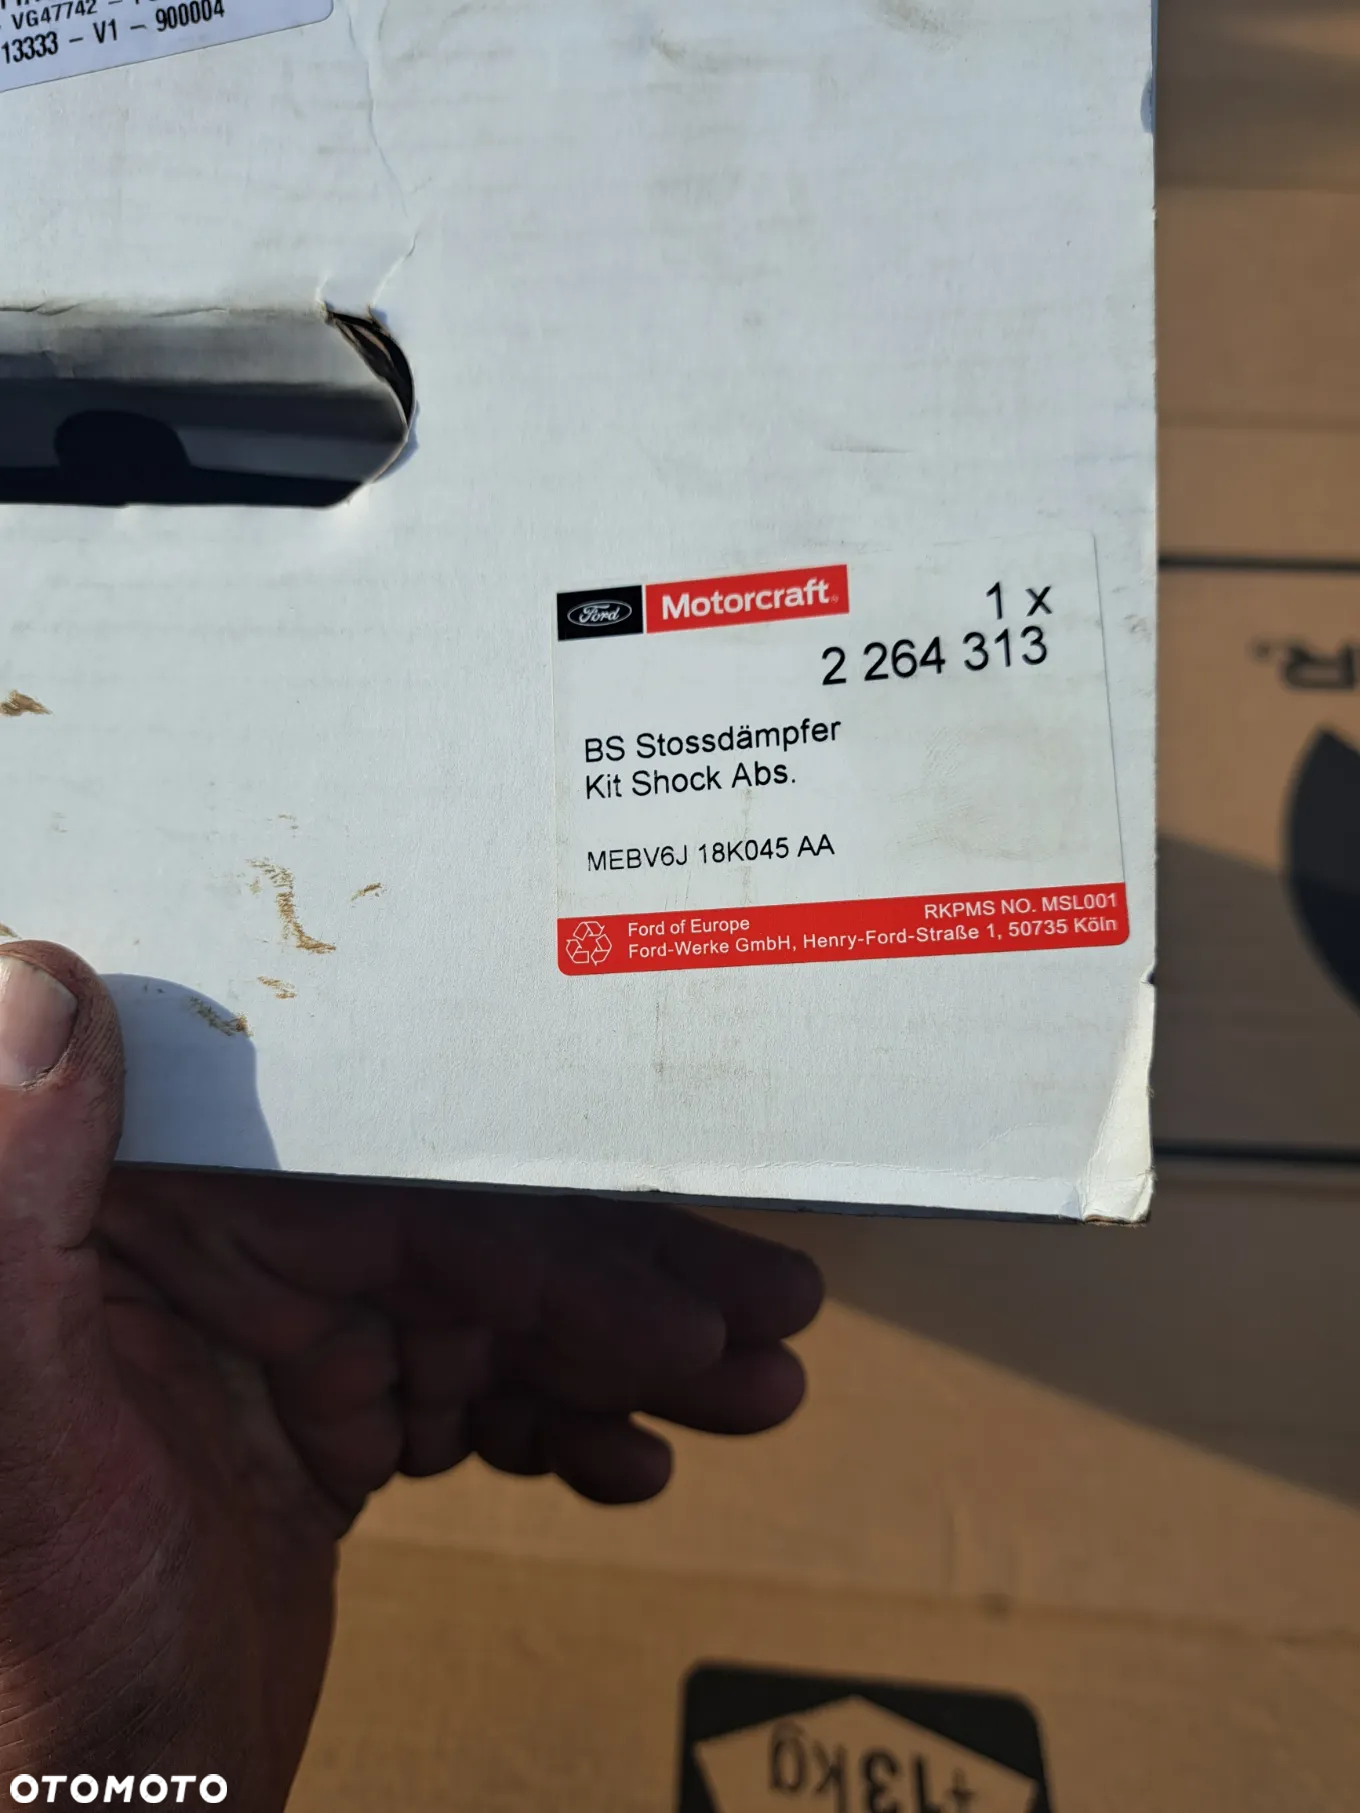 VG47742 -
13333 - V1 - 900004
Ford Motorcraft
1 x
2 264 313
BS Stossdämpfer
Kit Shock Abs.
MEBV6J 18K045 AA
RKPMS NO. MSL001
Ford of Europe
Ford-Werke GmbH, Henry-Ford-Straße 1, 50735 Köln
R.
+13kg
OTOMOTO